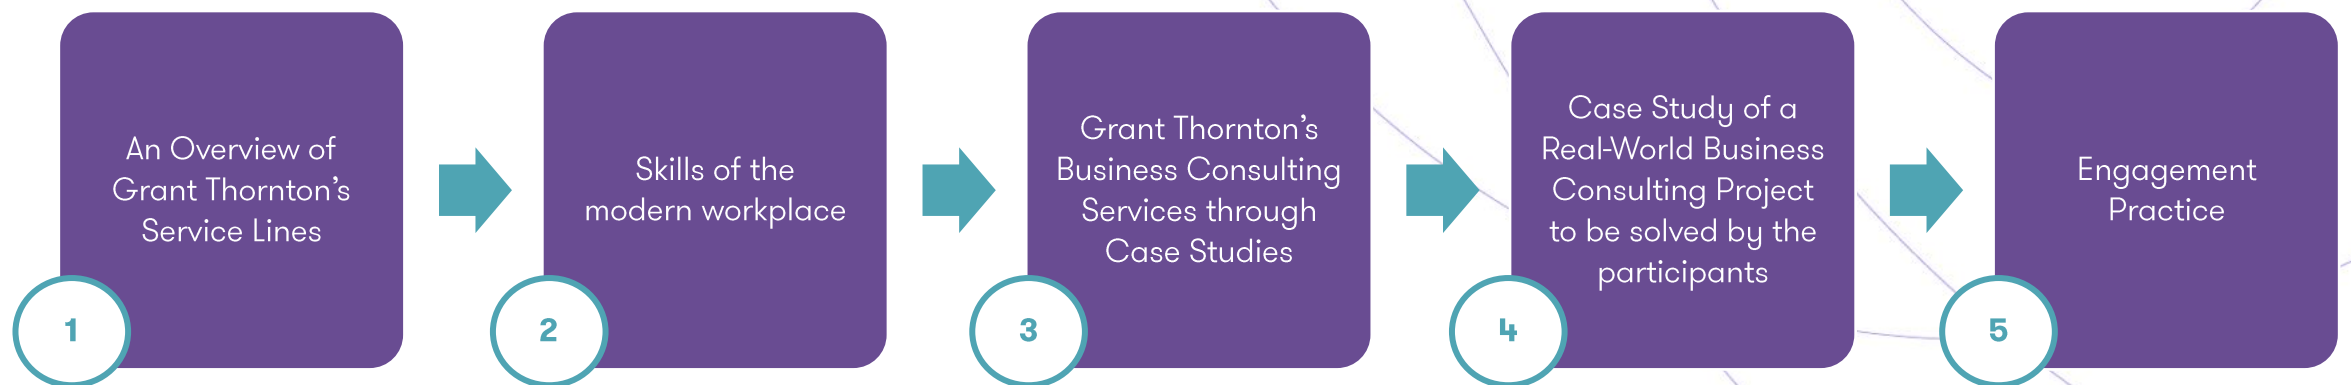 An Overview of
Grant Thornton's
Service Lines
1
Skills of the
modern workplace
2
Grant Thornton's
Business Consulting
Services through
Case Studies
3
Case Study of a
Real-World Business
Consulting Project
to be solved by the
participants
4
Engagement
Practice
5